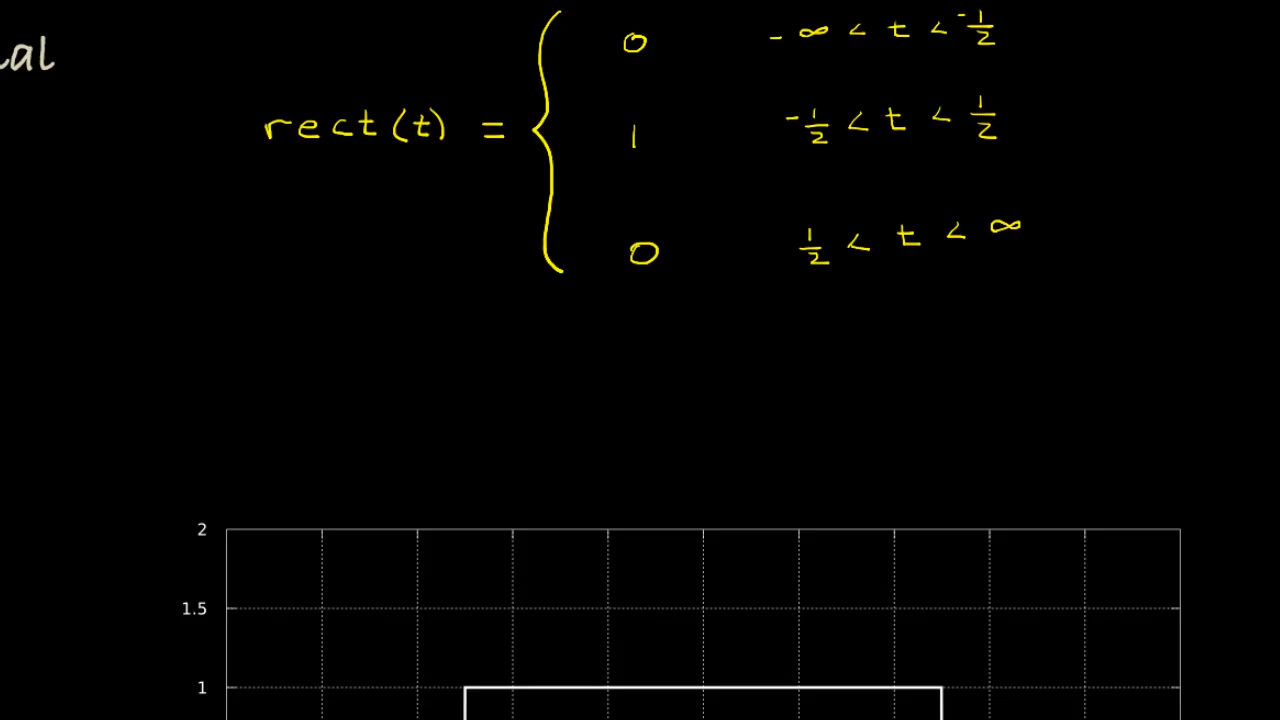 al
0 -∞ < t < -1/2
rect(t) = { 1 -1/2 < t < 1/2
0 1/2 < t < ∞
2
1.5
1